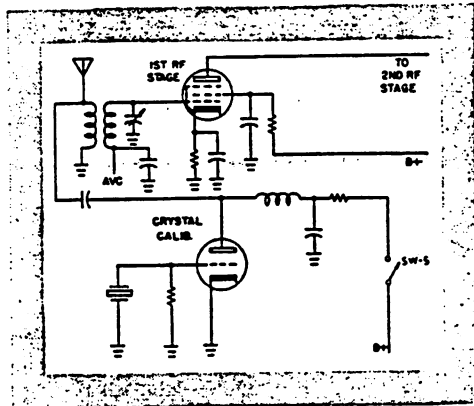 1ST RF
STAGE
TO
2ND RF
STAGE
AVC
B+
CRYSTAL
CALIB.
SW-5
B+